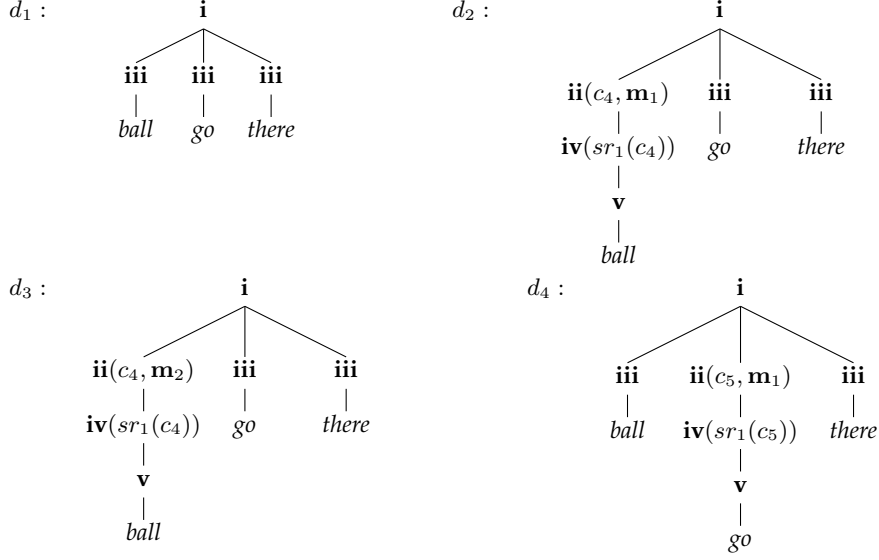 d₁ : i d₂ : i
iii iii iii
ball go there
ii(c₄, m₁) iii iii
iv(sr₁(c₄)) go there
v
ball
d₃ : i d₄ : i
ii(c₄, m₂) iii iii iii ii(c₅, m₁) iii
iv(sr₁(c₄)) go there ball iv(sr₁(c₅)) there
v v
ball go